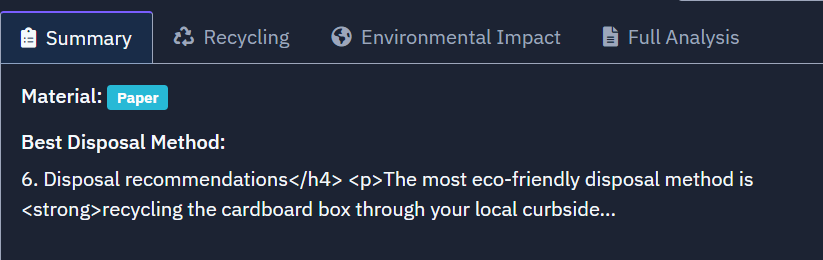 Summary Recycling Environmental Impact Full Analysis
Material: Paper
Best Disposal Method:
6. Disposal recommendations</h4> <p>The most eco-friendly disposal method is
<strong>recycling the cardboard box through your local curbside...